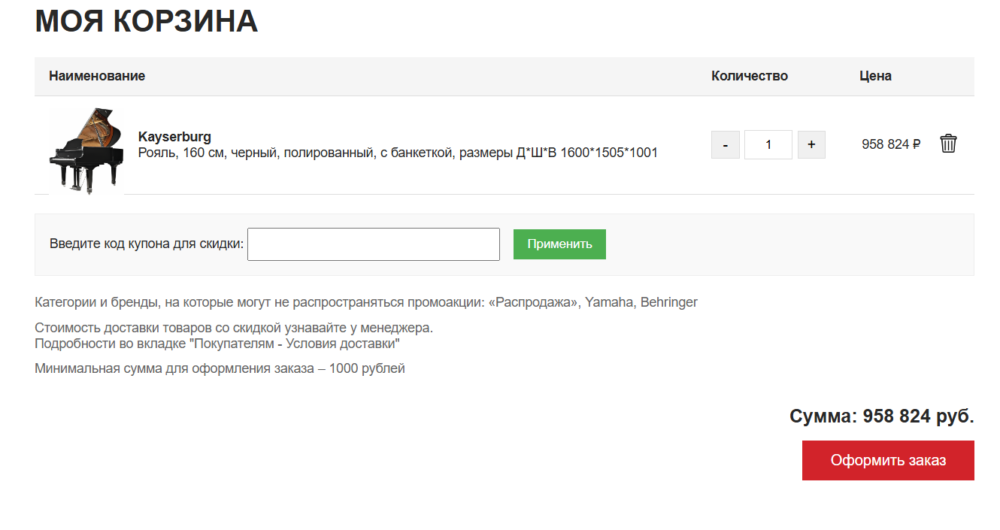 МОЯ КОРЗИНА
Наименование Количество Цена
Kayserburg
Рояль, 160 см, черный, полированный, с банкеткой, размеры Д*Ш*В 1600*1505*1001
- 1 + 958 824 ₽
Введите код купона для скидки: Применить
Категории и бренды, на которые могут не распространяться промоакции: «Распродажа», Yamaha, Behringer
Стоимость доставки товаров со скидкой узнавайте у менеджера.
Подробности во вкладке "Покупателям - Условия доставки"
Минимальная сумма для оформления заказа – 1000 рублей
Сумма: 958 824 руб.
Оформить заказ